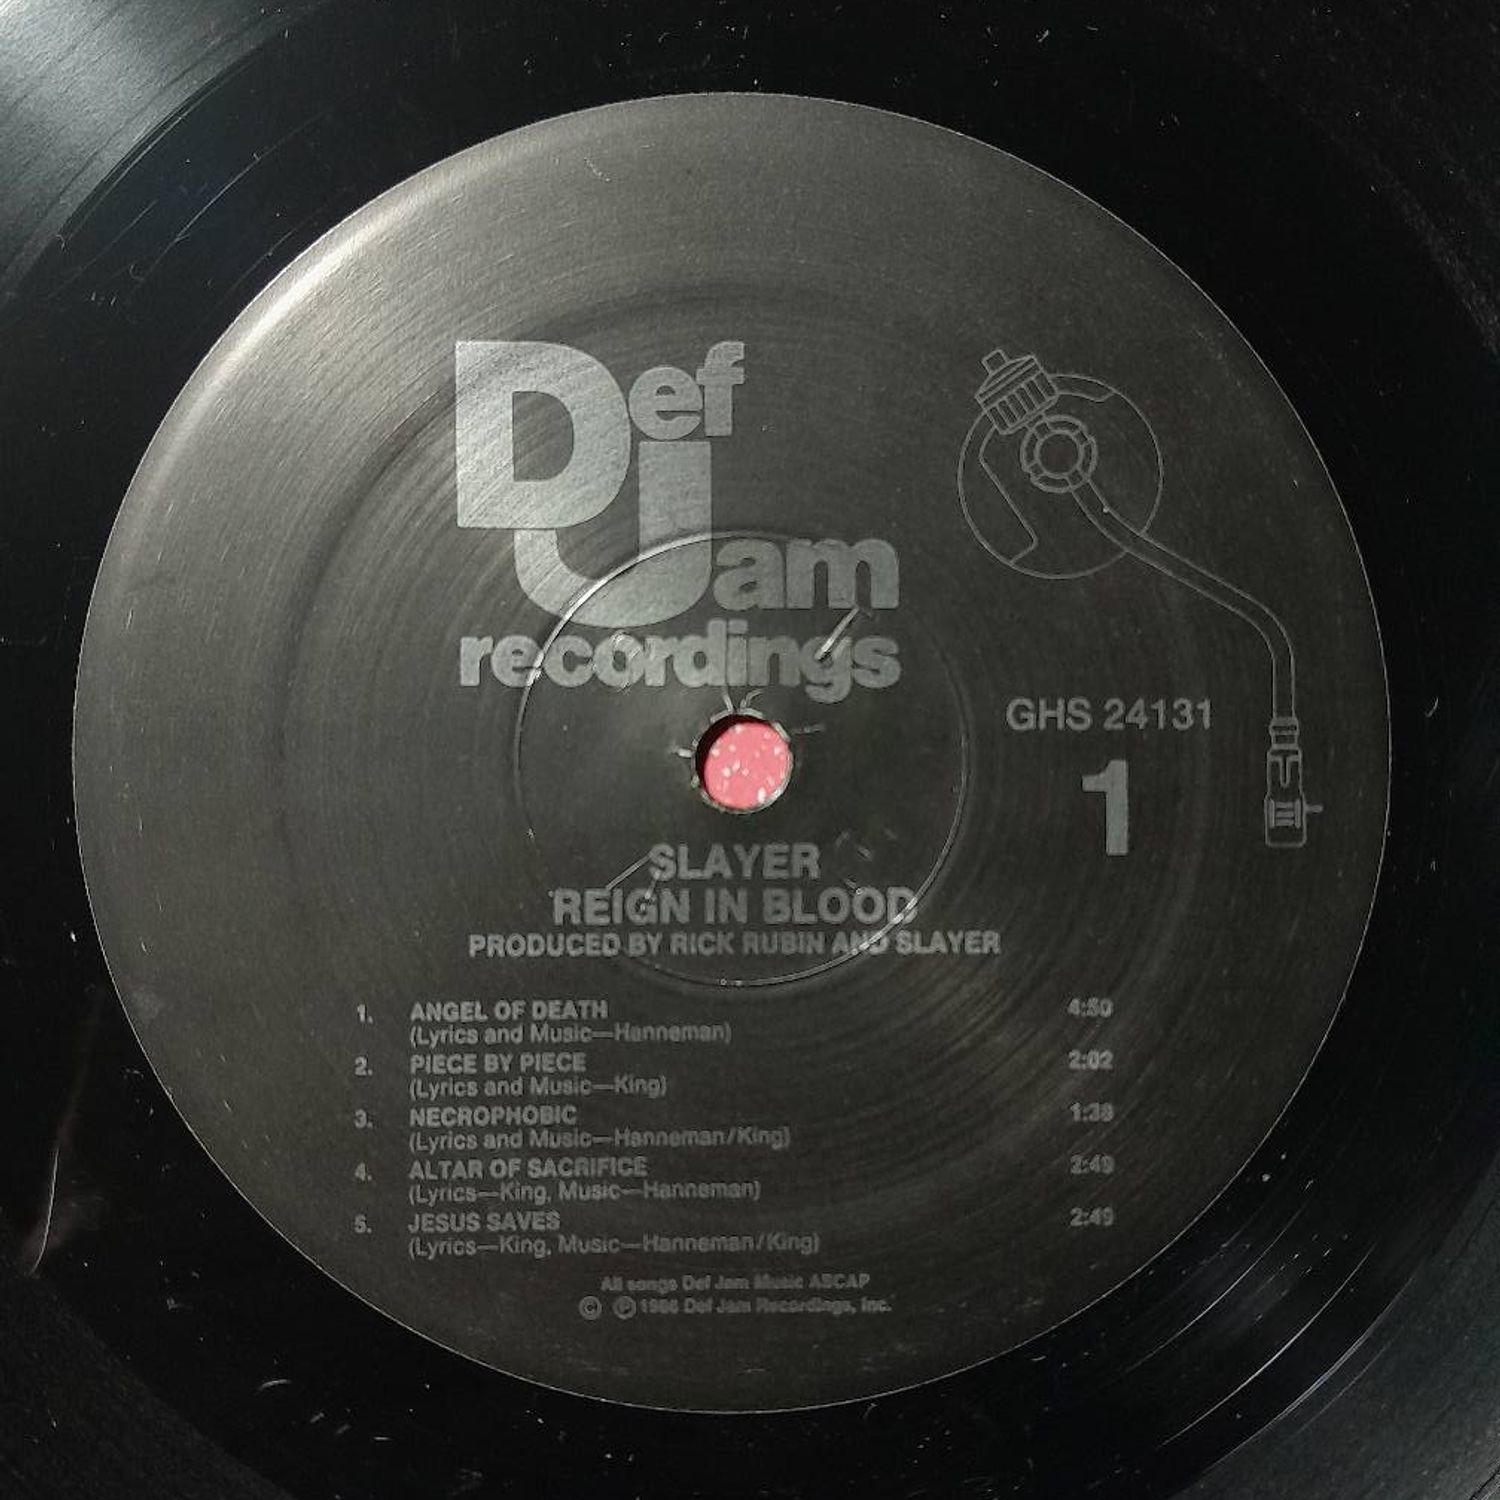 Def
Jam
recordings
GHS 24131
1
SLAYER
REIGN IN BLOOD
PRODUCED BY RICK RUBIN AND SLAYER
1. ANGEL OF DEATH 4:50
(Lyrics and Music—Hanneman)
2. PIECE BY PIECE 2:02
(Lyrics and Music—King)
3. NECROPHOBIC 1:38
(Lyrics and Music—Hanneman/King)
4. ALTAR OF SACRIFICE 2:49
(Lyrics—King, Music—Hanneman)
5. JESUS SAVES 2:49
(Lyrics—King, Music—Hanneman/King)
All songs Def Jam Music ASCAP
© ℗ 1986 Def Jam Recordings, Inc.